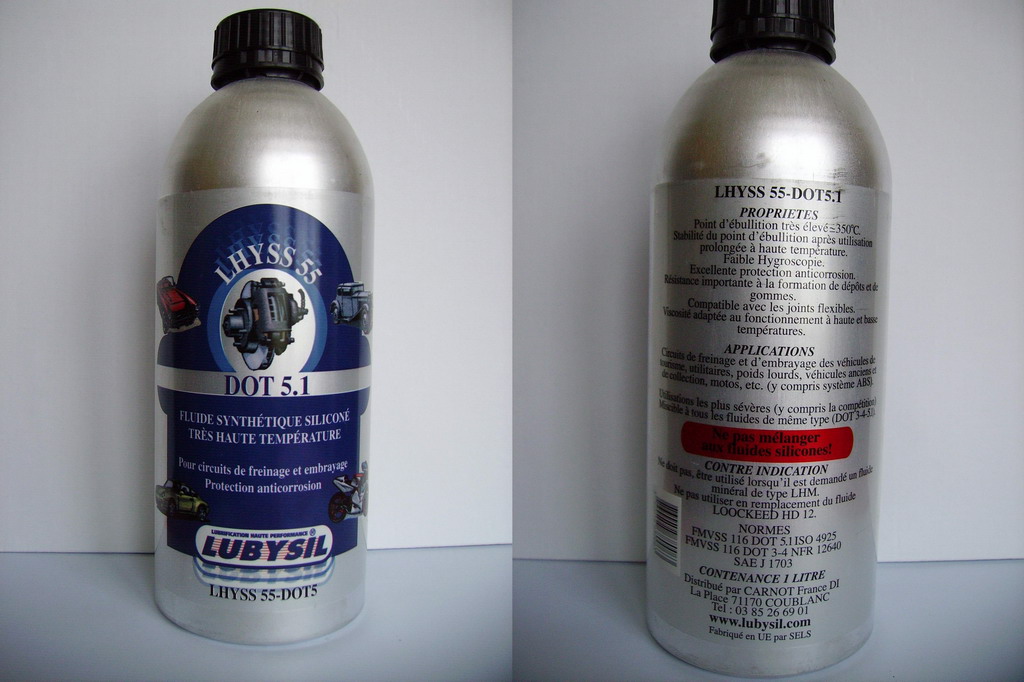 LHYSS 55
DOT 5.1
FLUIDE SYNTHÉTIQUE SILICONÉ
TRÈS HAUTE TEMPÉRATURE
Pour circuits de freinage et embrayage
Protection anticorrosion
LUBRIFICATION HAUTE PERFORMANCE ®
LUBYSIL
LHYSS 55-DOT5
LHYSS 55-DOT5.1
PROPRIETES
Point d'ébullition très élevé≈350°C.
Stabilité du point d'ébullition après utilisation
prolongée à haute température.
Faible Hygroscopie.
Excellente protection anticorrosion.
Résistance importante à la formation de dépôts et de
gommes.
Compatible avec les joints flexibles.
Viscosité adaptée au fonctionnement à haute et basse
températures.
APPLICATIONS
Circuits de freinage et d'embrayage des véhicules de
tourisme, utilitaires, poids lourds, véhicules anciens et
de collection, motos, etc. (y compris système ABS).
Utilisations les plus sévères (y compris la compétition)
Miscible à tous les fluides de même type (DOT 3-4-5.1).
Ne pas mélanger
aux fluides silicones!
CONTRE INDICATION
Ne doit pas, être utilisé lorsqu'il est demandé un fluide
minéral de type LHM.
Ne pas utiliser en remplacement du fluide
LOOCKEED HD 12.
NORMES
FMVSS 116 DOT 5.1 ISO 4925
FMVSS 116 DOT 3-4 NFR 12640
SAE J 1703
CONTENANCE 1 LITRE
Distribué par CARNOT France DI
La Place 71170 COUBLANC
Tel : 03 85 26 69 01
www.lubysil.com
Fabriqué en UE par SELS